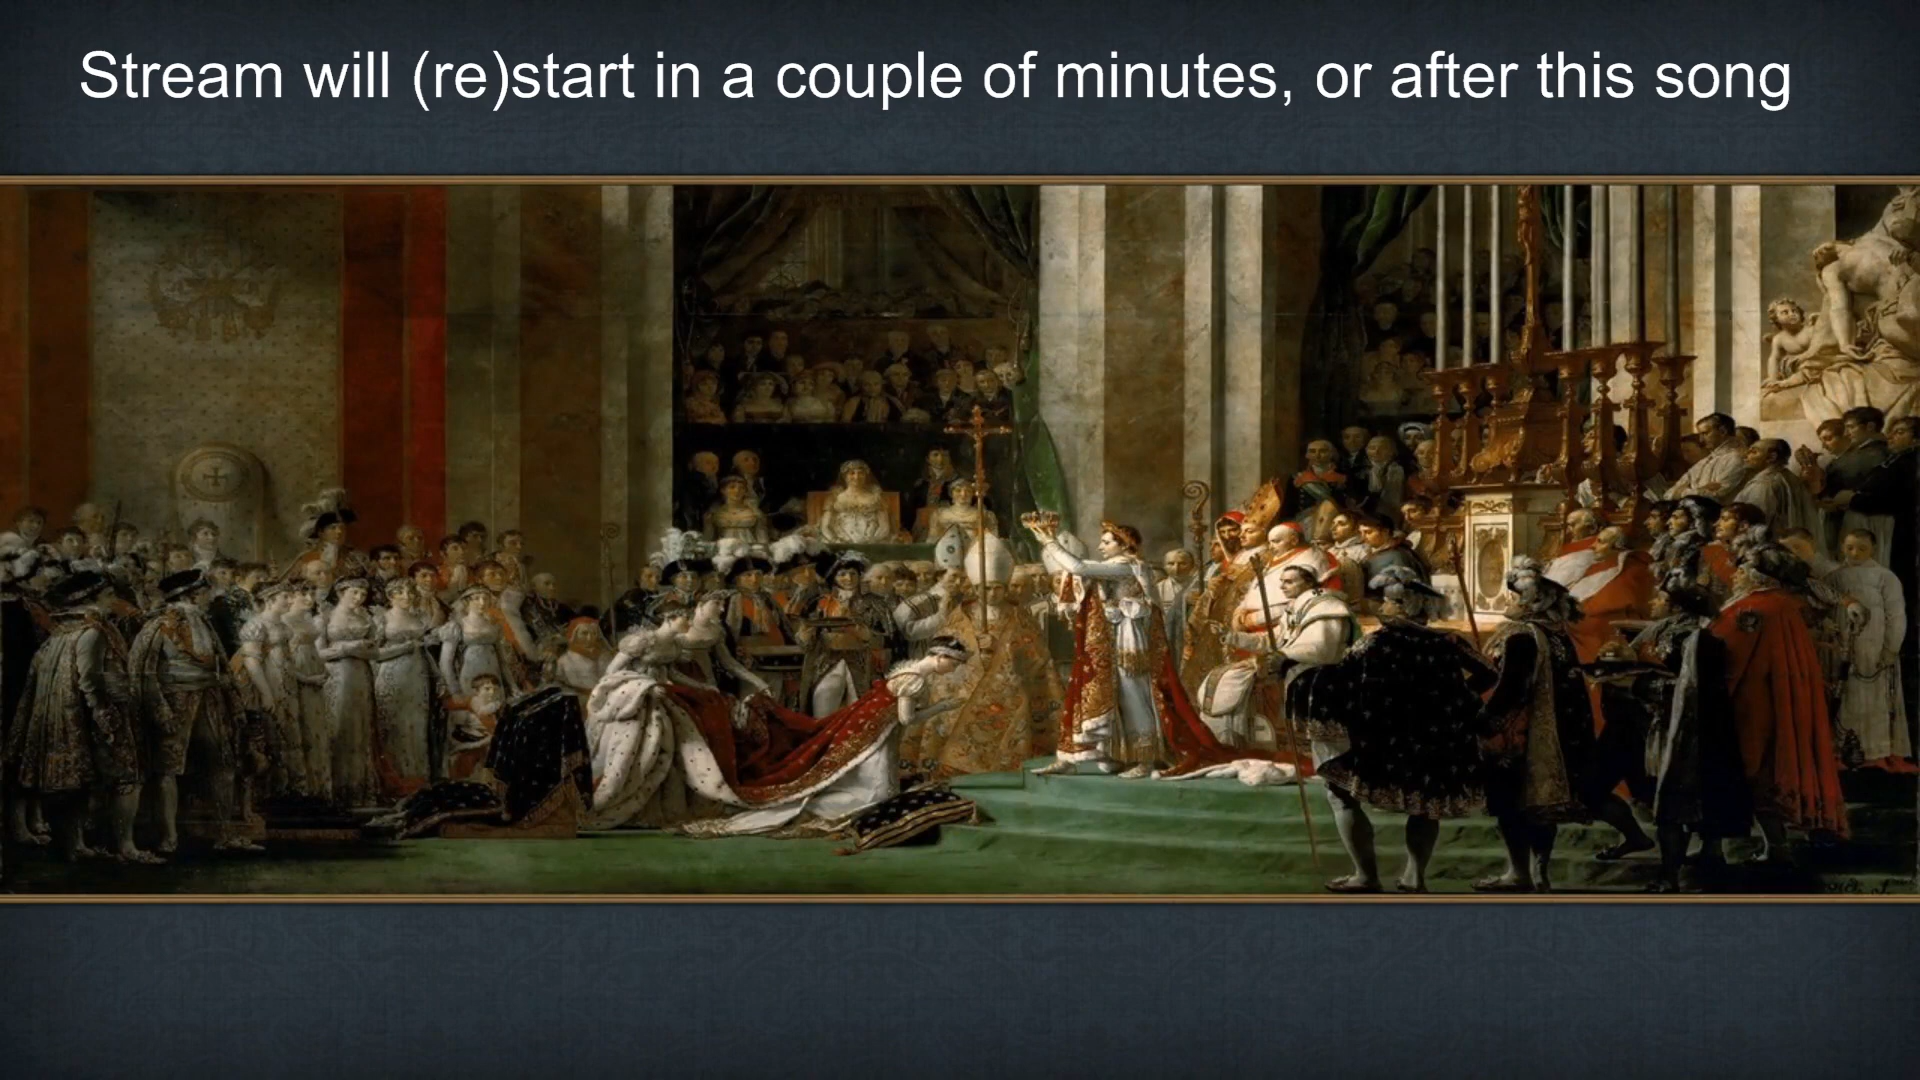 Stream will (re)start in a couple of minutes, or after this song